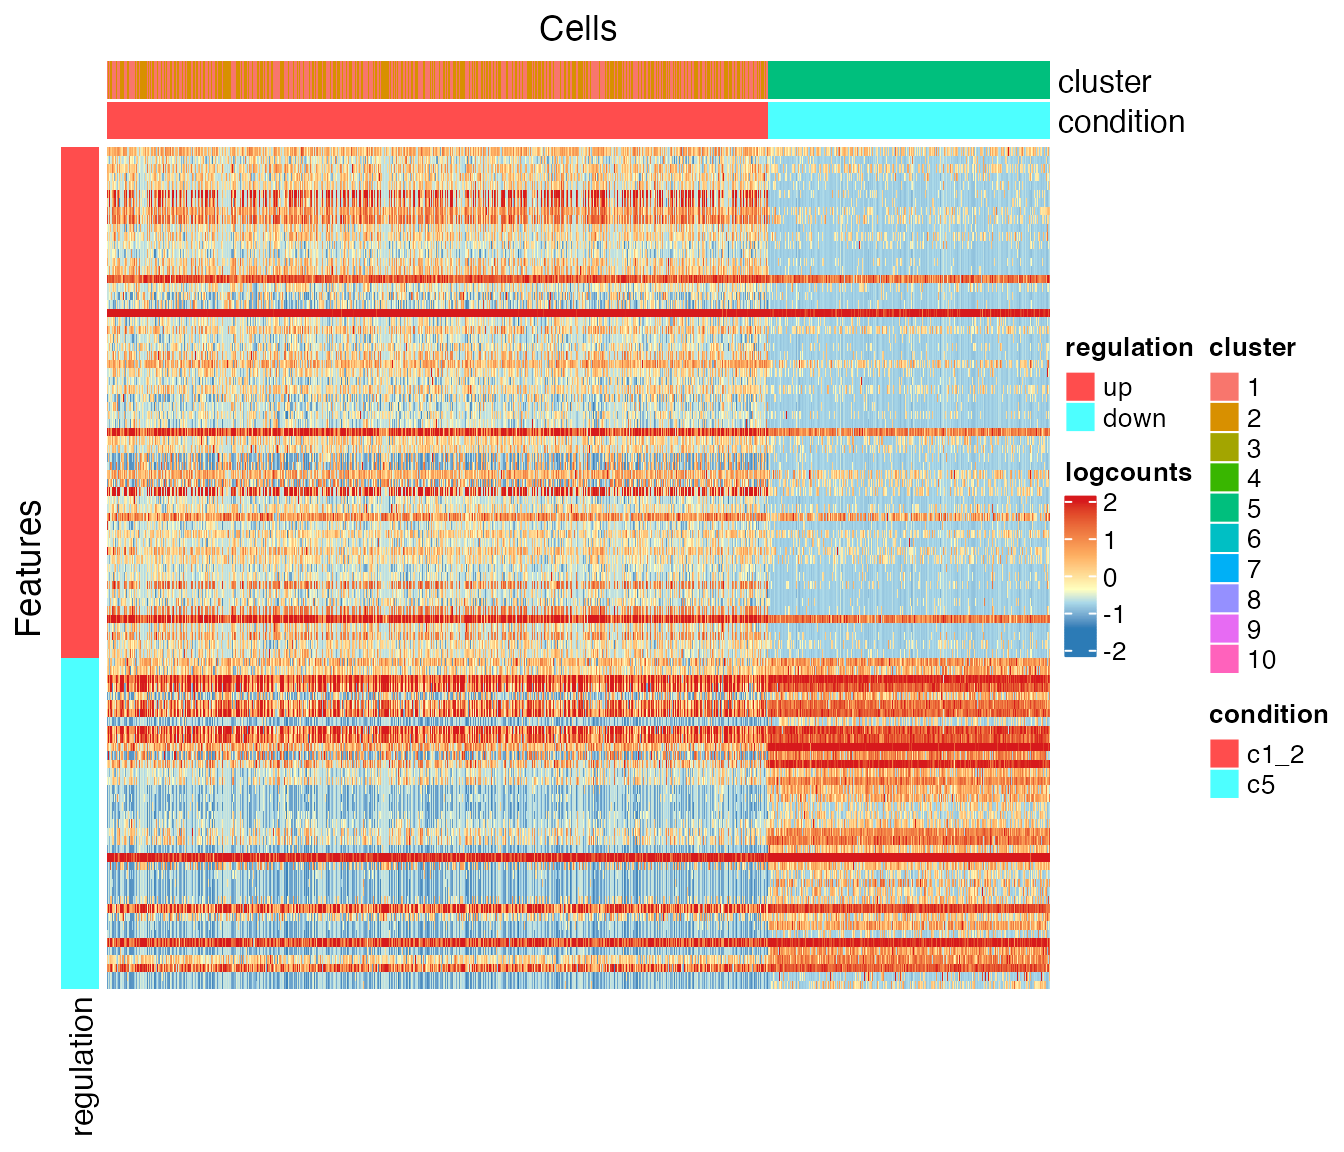 Cells
cluster
condition
Features
regulation
regulation
up
down
logcounts
2
1
0
-1
-2
cluster
1
2
3
4
5
6
7
8
9
10
condition
c1_2
c5